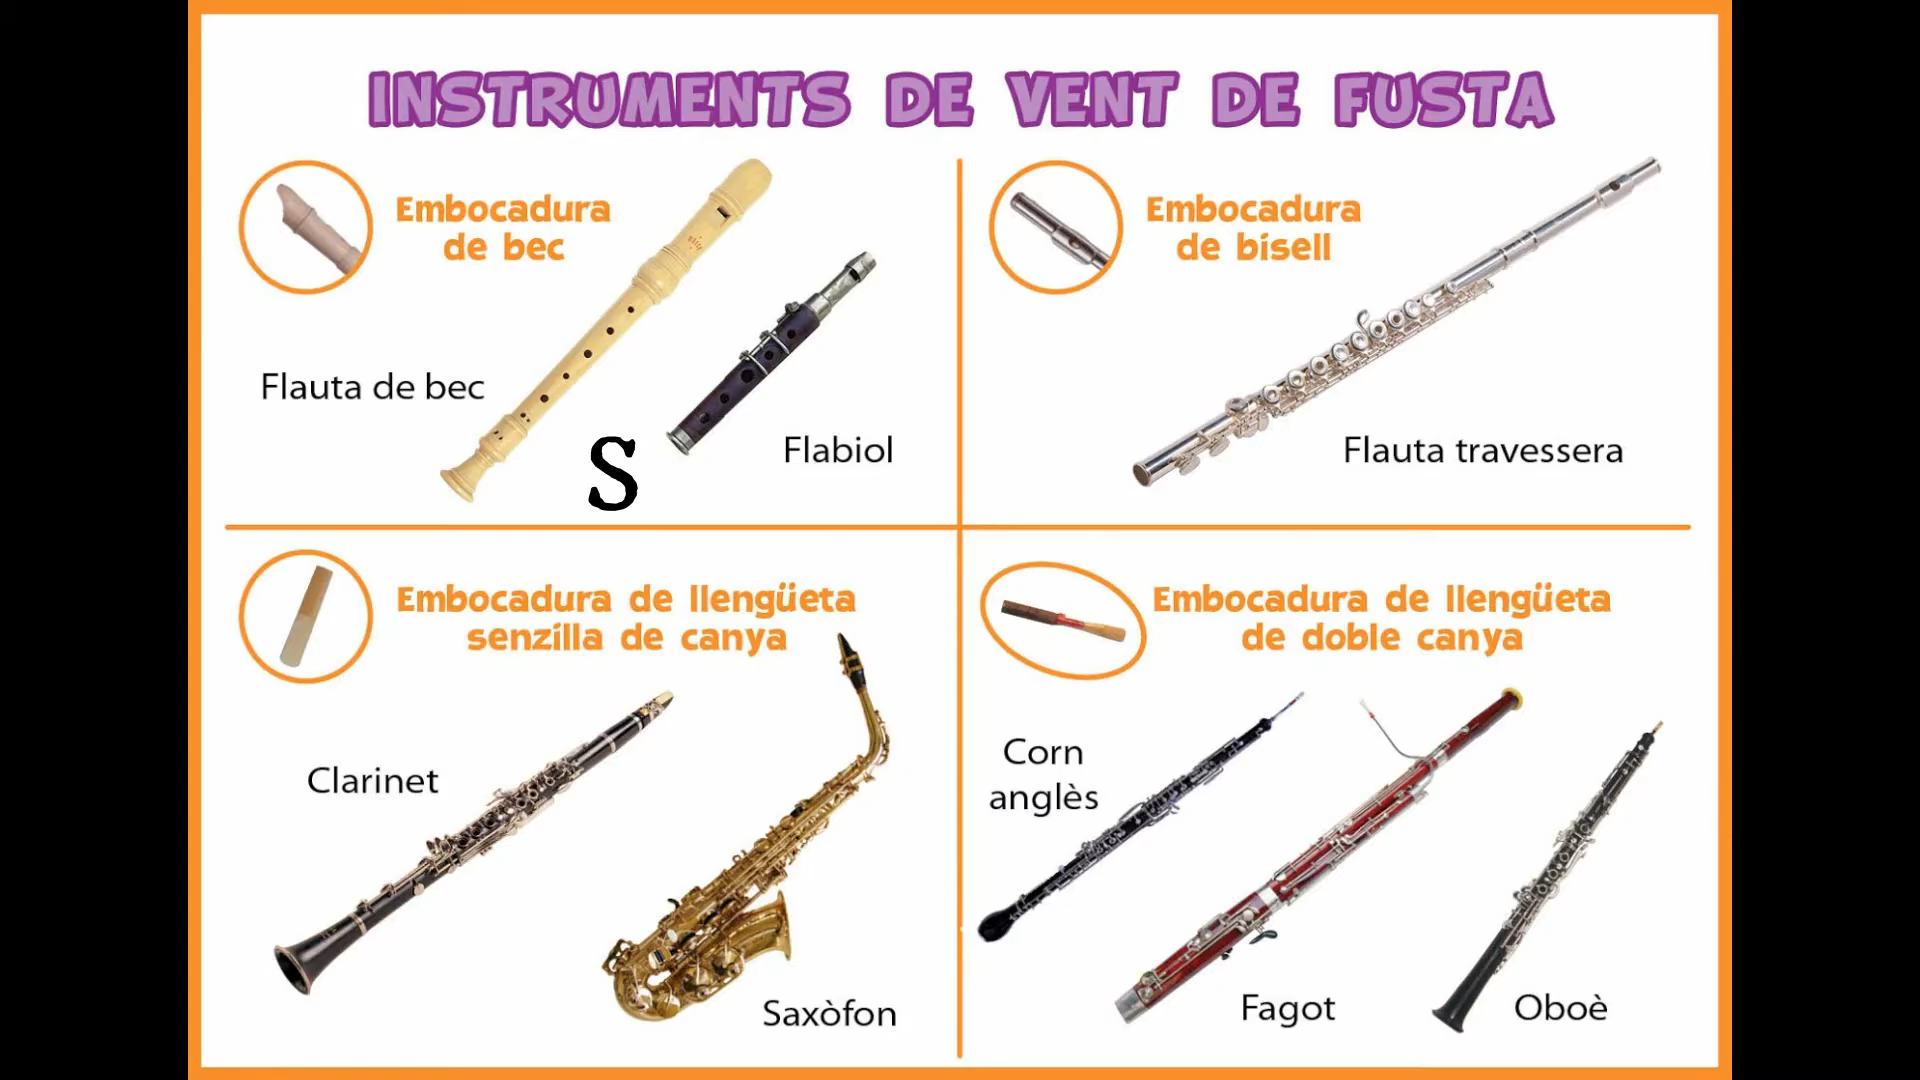 INSTRUMENTS DE VENT DE FUSTA
Embocadura
de bec
Flauta de bec
Flabiol
S
Embocadura
de bisell
Flauta travessera
Embocadura de llengüeta
senzilla de canya
Clarinet
Saxòfon
Embocadura de llengüeta
de doble canya
Corn
anglès
Fagot
Oboè